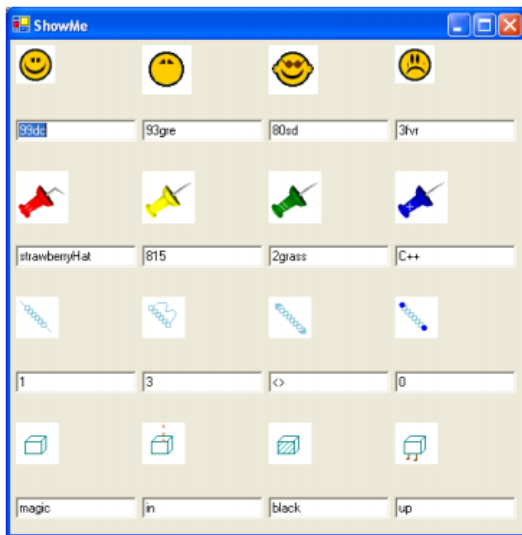 ShowMe
99dc 93gre 80sd 3fvr
strawberryHat 815 2grass C++
1 3 <> 0
magic in black up